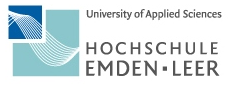 University of Applied Sciences
HOCHSCHULE
EMDEN▪LEER